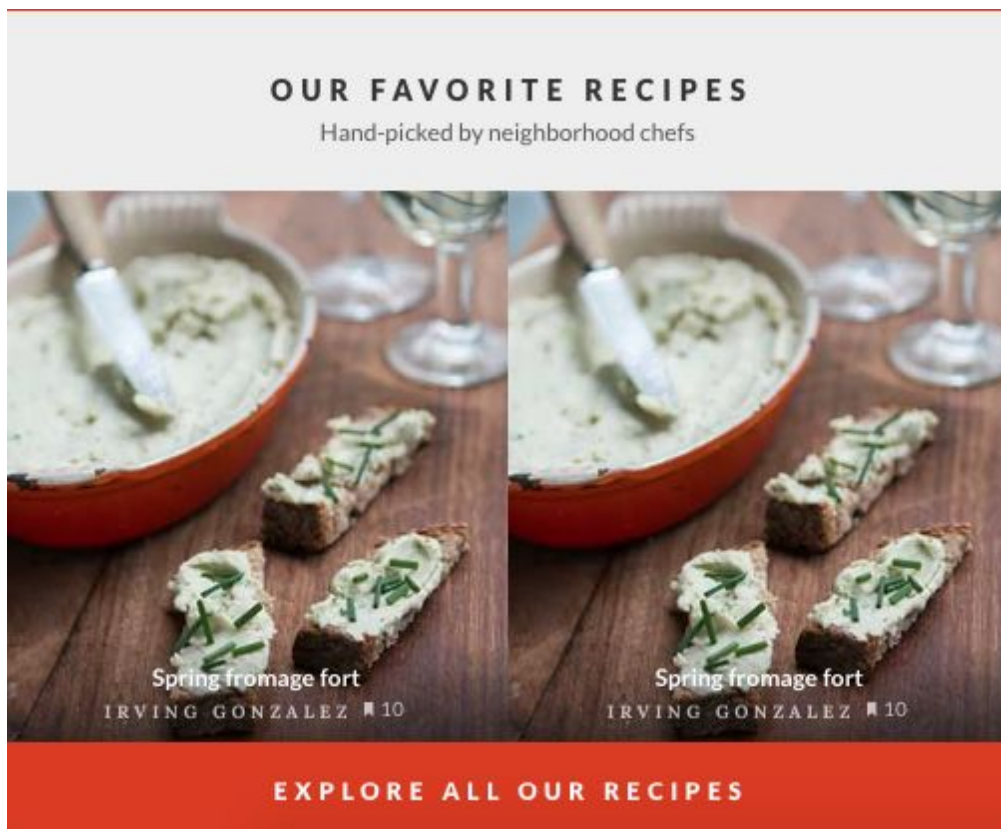 OUR FAVORITE RECIPES
Hand-picked by neighborhood chefs
Spring fromage fort
IRVING GONZALEZ 10
Spring fromage fort
IRVING GONZALEZ 10
EXPLORE ALL OUR RECIPES